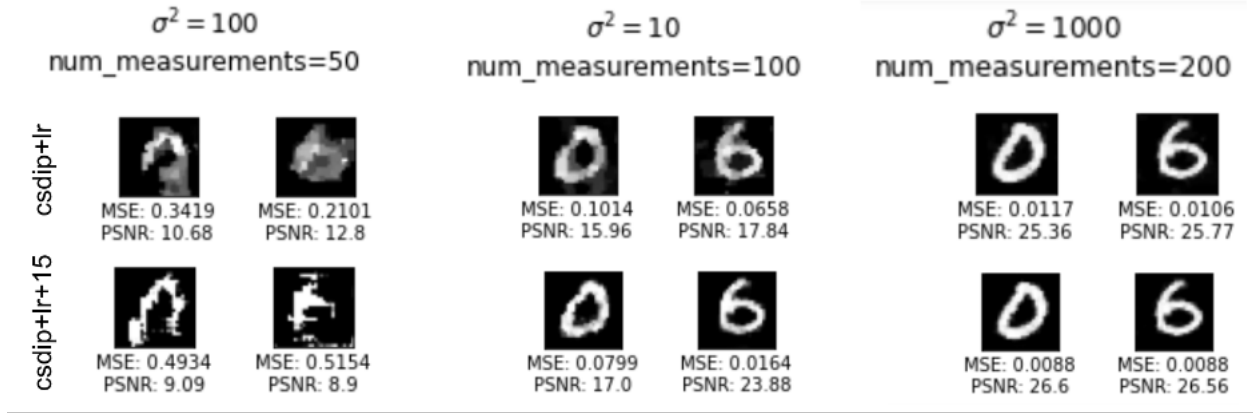 σ² = 100
num_measurements=50
σ² = 10
num_measurements=100
σ² = 1000
num_measurements=200
csdip+lr
MSE: 0.3419
PSNR: 10.68
MSE: 0.2101
PSNR: 12.8
MSE: 0.1014
PSNR: 15.96
MSE: 0.0658
PSNR: 17.84
MSE: 0.0117
PSNR: 25.36
MSE: 0.0106
PSNR: 25.77
csdip+lr+15
MSE: 0.4934
PSNR: 9.09
MSE: 0.5154
PSNR: 8.9
MSE: 0.0799
PSNR: 17.0
MSE: 0.0164
PSNR: 23.88
MSE: 0.0088
PSNR: 26.6
MSE: 0.0088
PSNR: 26.56